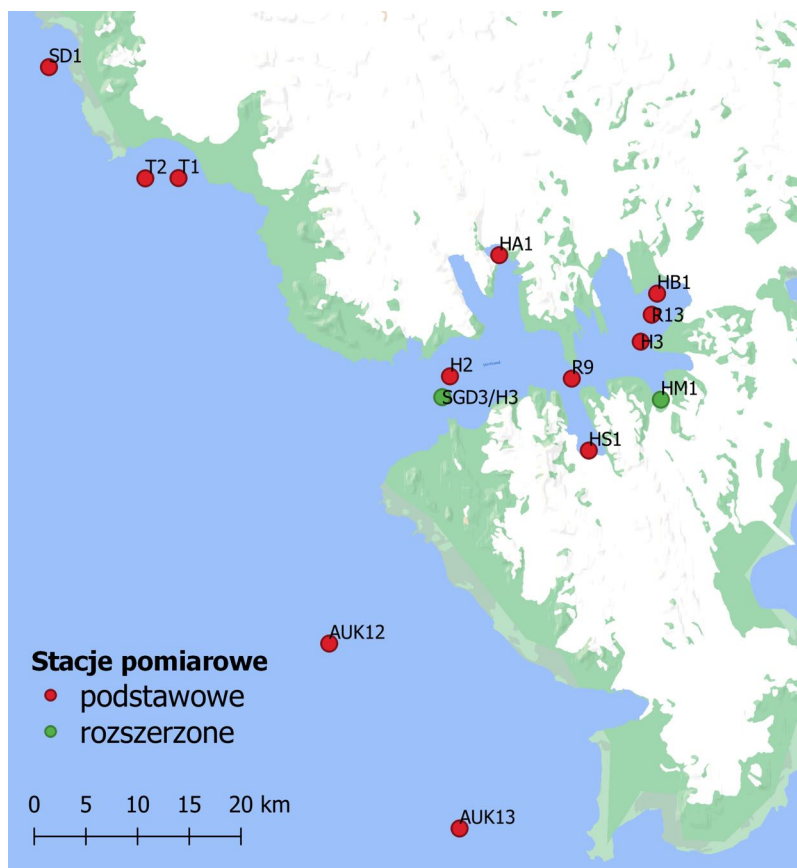 SD1
T2
T1
HA1
HB1
R13
H3
H2
R9
SGD3/H3
HM1
HS1
AUK12
Stacje pomiarowe
podstawowe
rozszerzone
0 5 10 15 20 km
AUK13